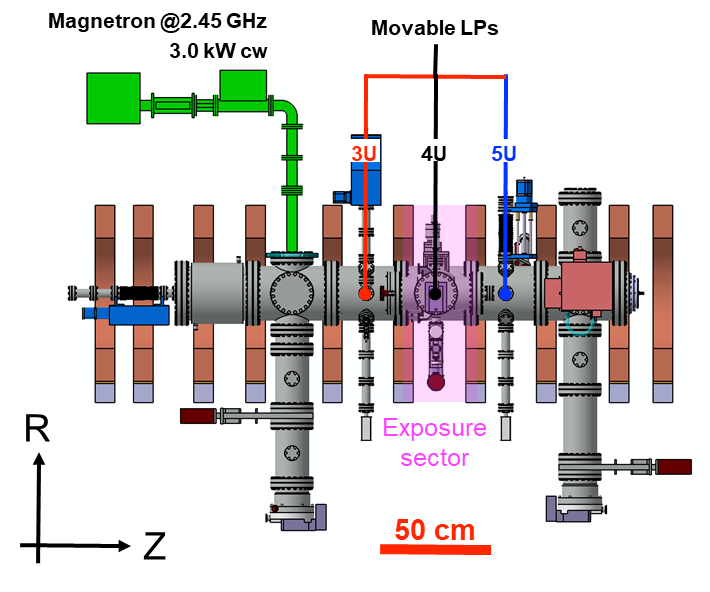 Magnetron @2.45 GHz
3.0 kW cw
Movable LPs
3U
4U
5U
Exposure
sector
R
Z
50 cm